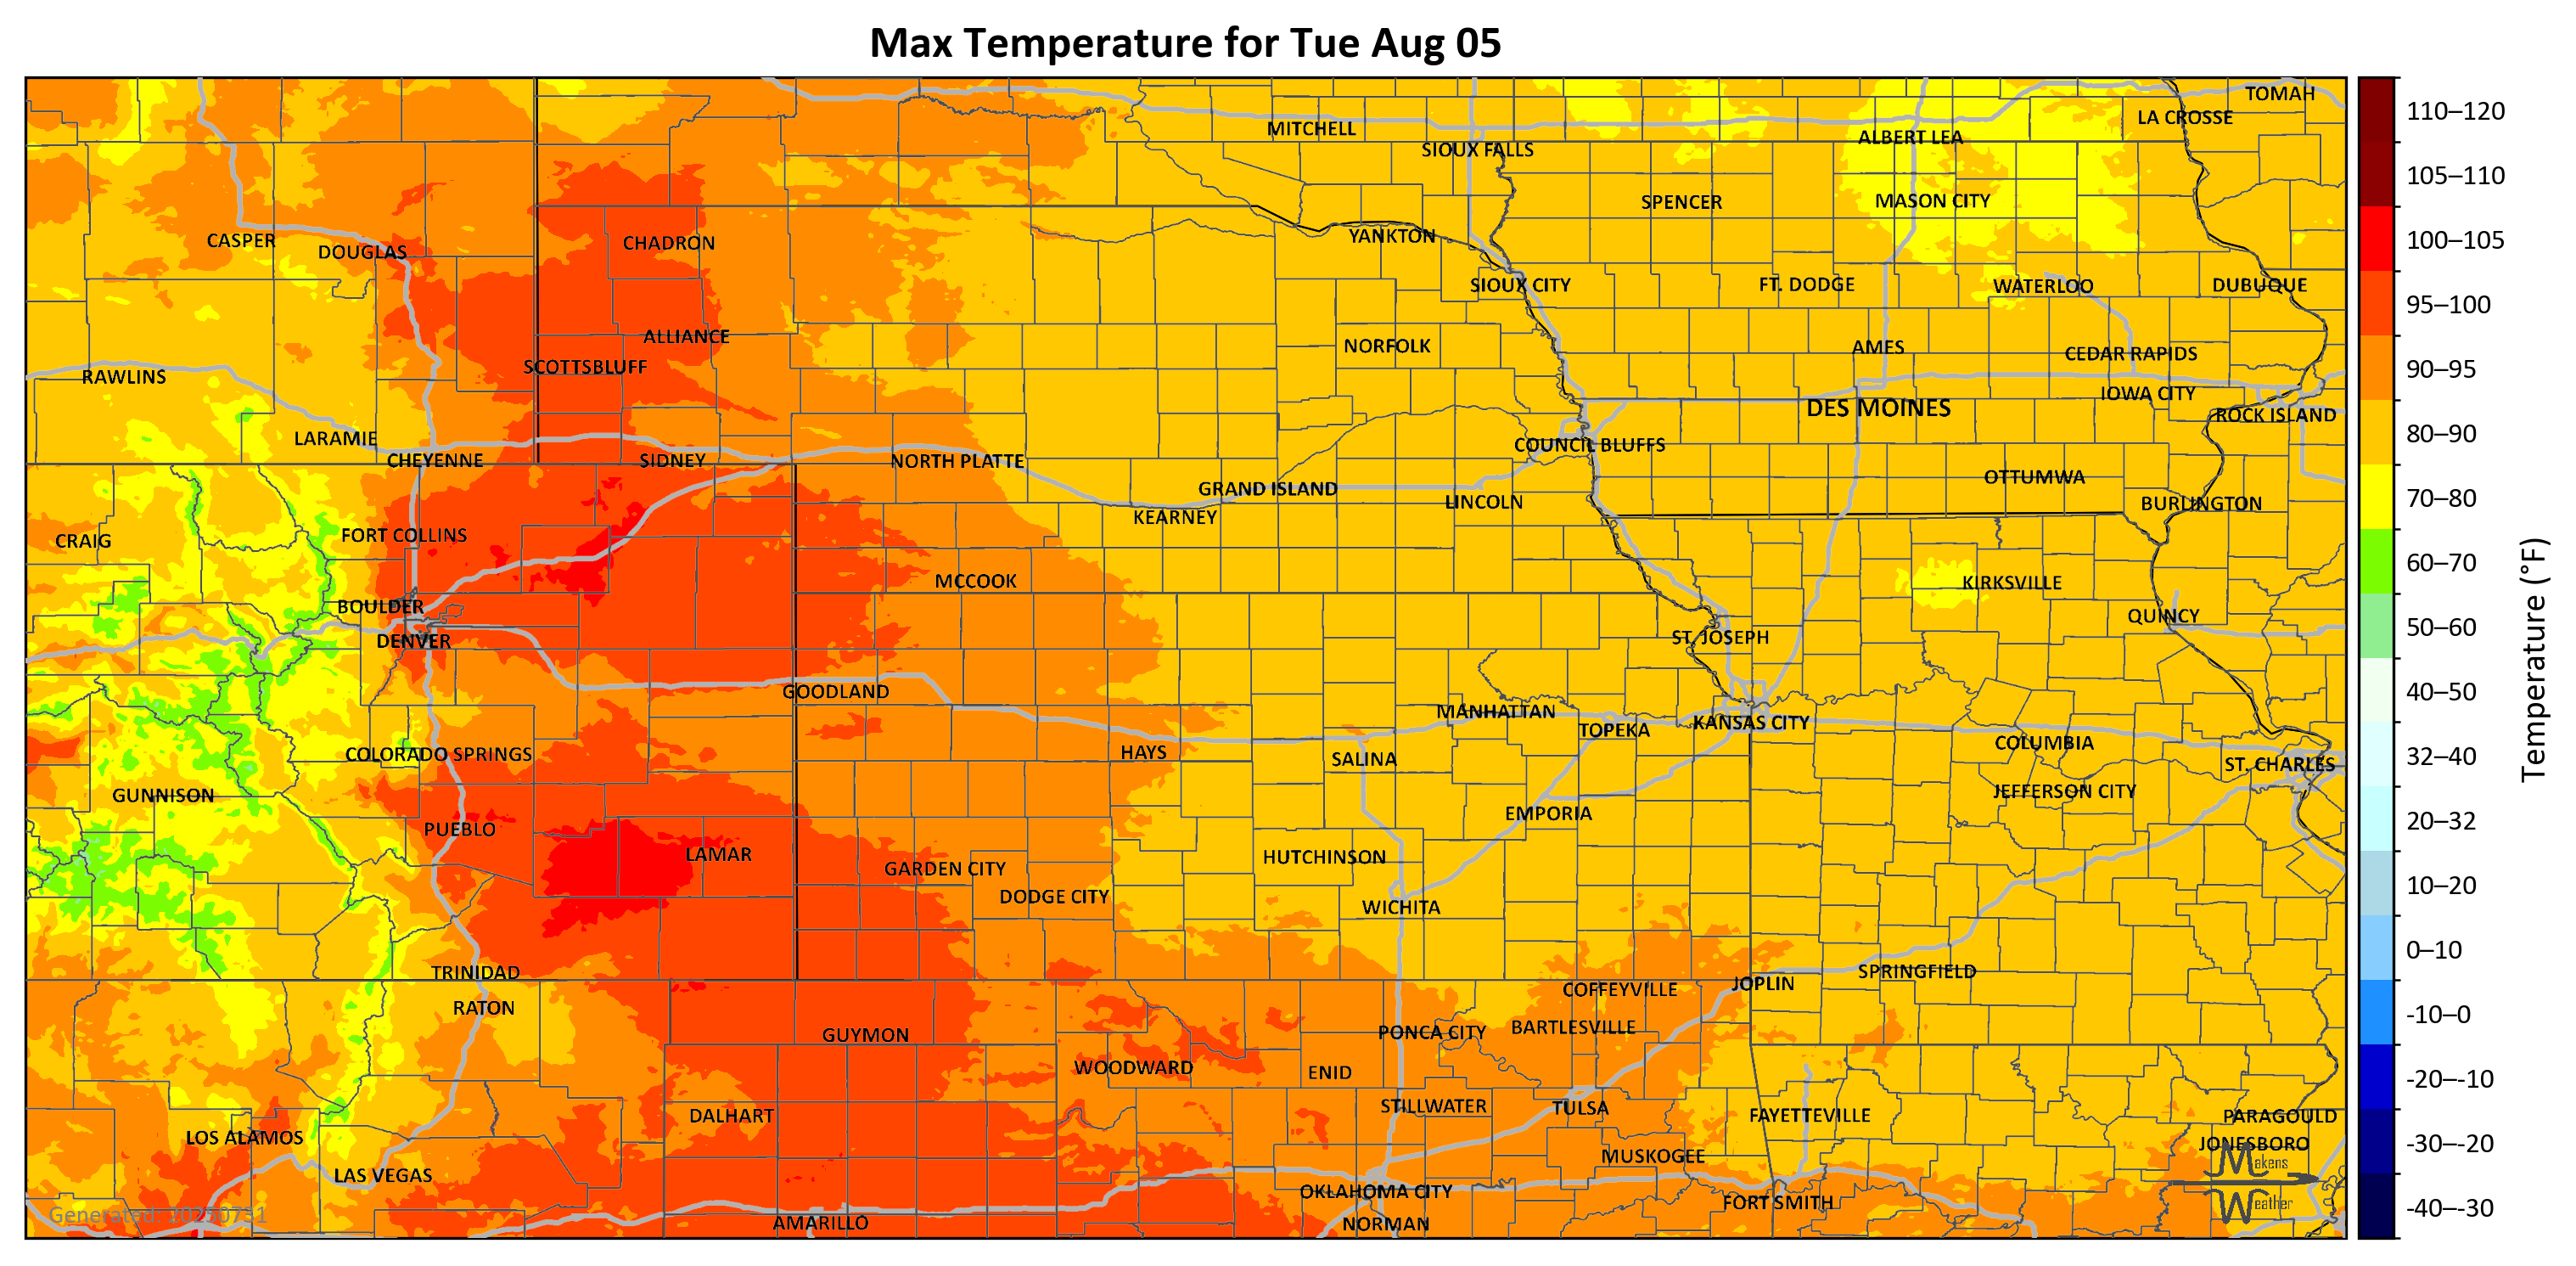 Max Temperature for Tue Aug 05
TOMAH
LA CROSSE
MITCHELL
ALBERT LEA
SIOUX FALLS
SPENCER
MASON CITY
CASPER
DOUGLAS
CHADRON
YANKTON
SIOUX CITY
FT. DODGE
WATERLOO
DUBUQUE
ALLIANCE
NORFOLK
AMES
CEDAR RAPIDS
SCOTTSBLUFF
RAWLINS
IOWA CITY
DES MOINES
ROCK ISLAND
LARAMIE
COUNCIL BLUFFS
CHEYENNE
SIDNEY
NORTH PLATTE
OTTUMWA
GRAND ISLAND
LINCOLN
BURLINGTON
KEARNEY
FORT COLLINS
CRAIG
MCCOOK
KIRKSVILLE
BOULDER
QUINCY
DENVER
ST. JOSEPH
GOODLAND
MANHATTAN
TOPEKA
KANSAS CITY
COLORADO SPRINGS
HAYS
SALINA
COLUMBIA
ST. CHARLES
GUNNISON
JEFFERSON CITY
PUEBLO
EMPORIA
LAMAR
HUTCHINSON
GARDEN CITY
DODGE CITY
WICHITA
TRINIDAD
SPRINGFIELD
JOPLIN
COFFEYVILLE
RATON
GUYMON
PONCA CITY
BARTLESVILLE
WOODWARD
ENID
DALHART
STILLWATER
TULSA
FAYETTEVILLE
PARAGOULD
LOS ALAMOS
JONESBORO
MUSKOGEE
LAS VEGAS
OKLAHOMA CITY
FORT SMITH
AMARILLO
NORMAN
Generated: 20250731
Makens
Weather
110–120
105–110
100–105
95–100
90–95
80–90
70–80
60–70
50–60
40–50
32–40
20–32
10–20
0–10
-10–0
-20–-10
-30–-20
-40–-30
Temperature (°F)